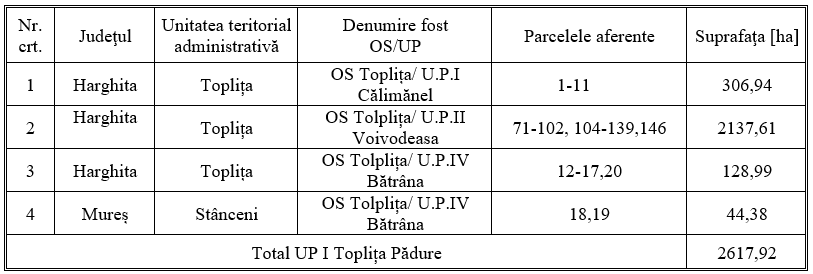 Nr. crt. Județul Unitatea teritorial administrativă Denumire fost OS/UP Parcelele aferente Suprafața [ha]
1 Harghita Toplița OS Toplița/ U.P.I Călimănel 1-11 306,94
2 Harghita Toplița OS Tolplița/ U.P.II Voivodeasa 71-102, 104-139,146 2137,61
3 Harghita Toplița OS Tolplița/ U.P.IV Bătrâna 12-17,20 128,99
4 Mureș Stânceni OS Tolplița/ U.P.IV Bătrâna 18,19 44,38
Total UP I Toplița Pădure 2617,92